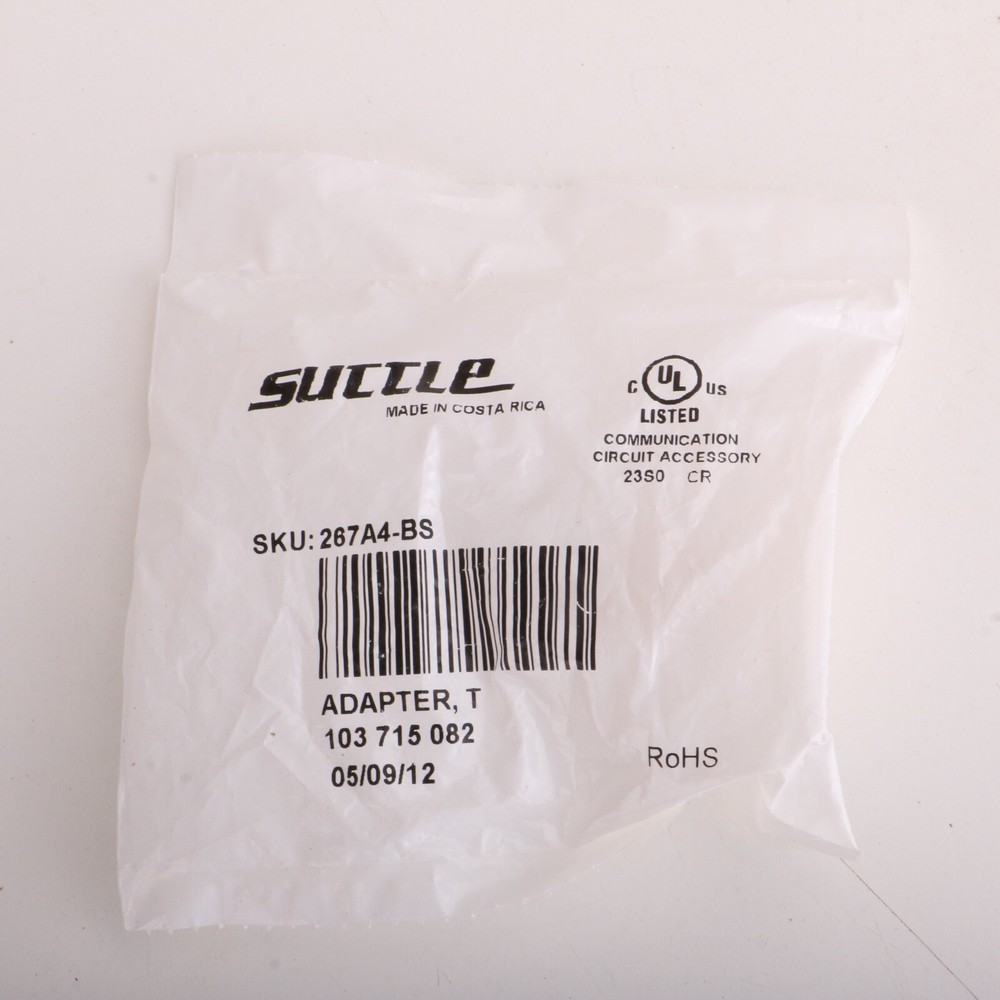 SUTTLE
MADE IN COSTA RICA
C UL US
LISTED
COMMUNICATION
CIRCUIT ACCESSORY
23S0 CR
SKU: 267A4-BS
ADAPTER, T
103 715 082
05/09/12
RoHS